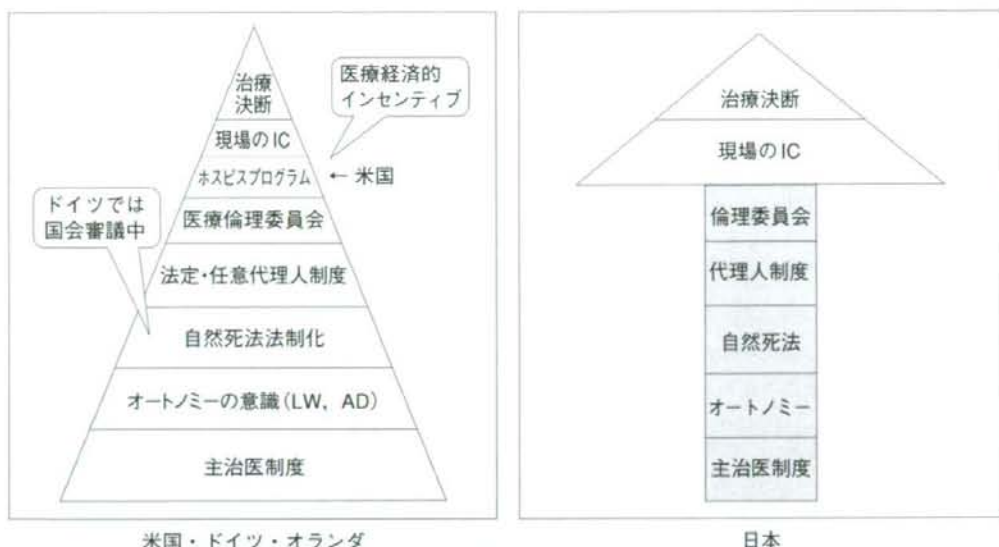 治療
決断
医療経済的
インセンティブ
現場のIC
ホスピスプログラム
← 米国
ドイツでは
国会審議中
医療倫理委員会
法定・任意代理人制度
自然死法法制化
オートノミーの意識(LW, AD)
主治医制度
米国・ドイツ・オランダ
治療決断
現場のIC
倫理委員会
代理人制度
自然死法
オートノミー
主治医制度
日本